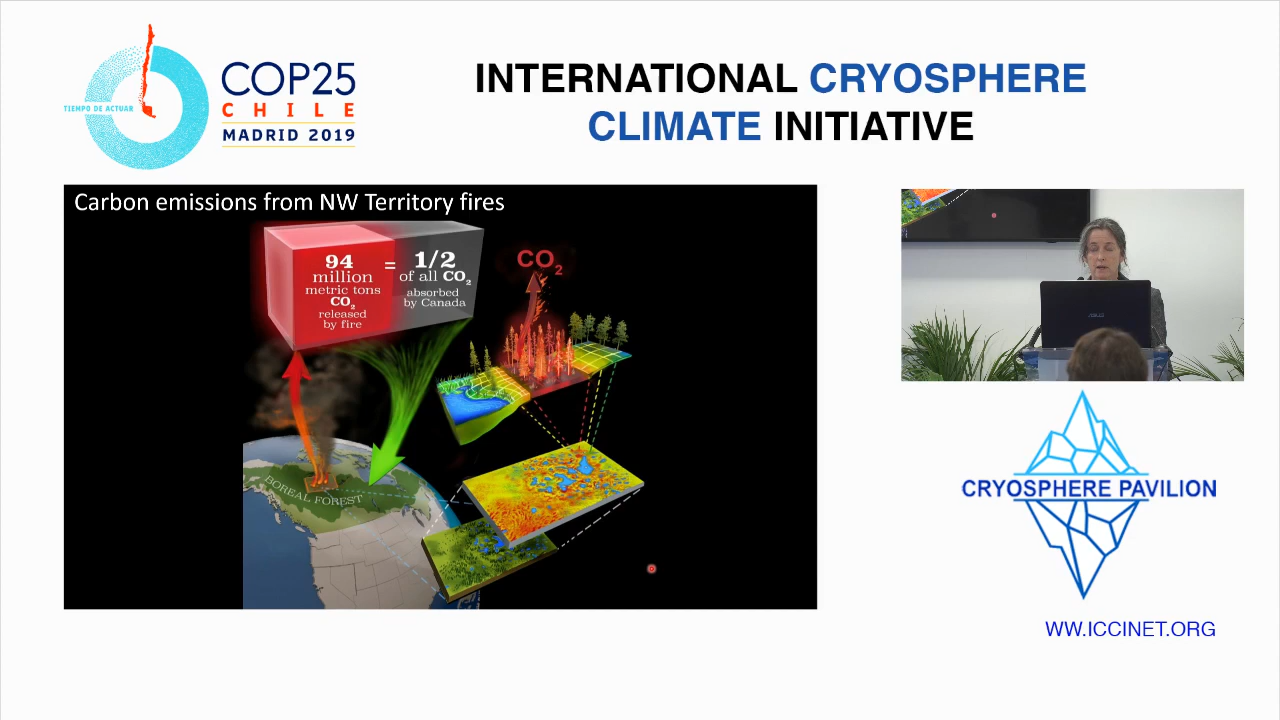 TIEMPO DE ACTUAR
COP25
CHILE
MADRID 2019
INTERNATIONAL CRYOSPHERE
CLIMATE INITIATIVE
Carbon emissions from NW Territory fires
94
million
metric tons
CO2
released
by fire
=
1/2
of all CO2
absorbed
by Canada
CO2
BOREAL FOREST
ASUS
CRYOSPHERE PAVILION
WW.ICCINET.ORG